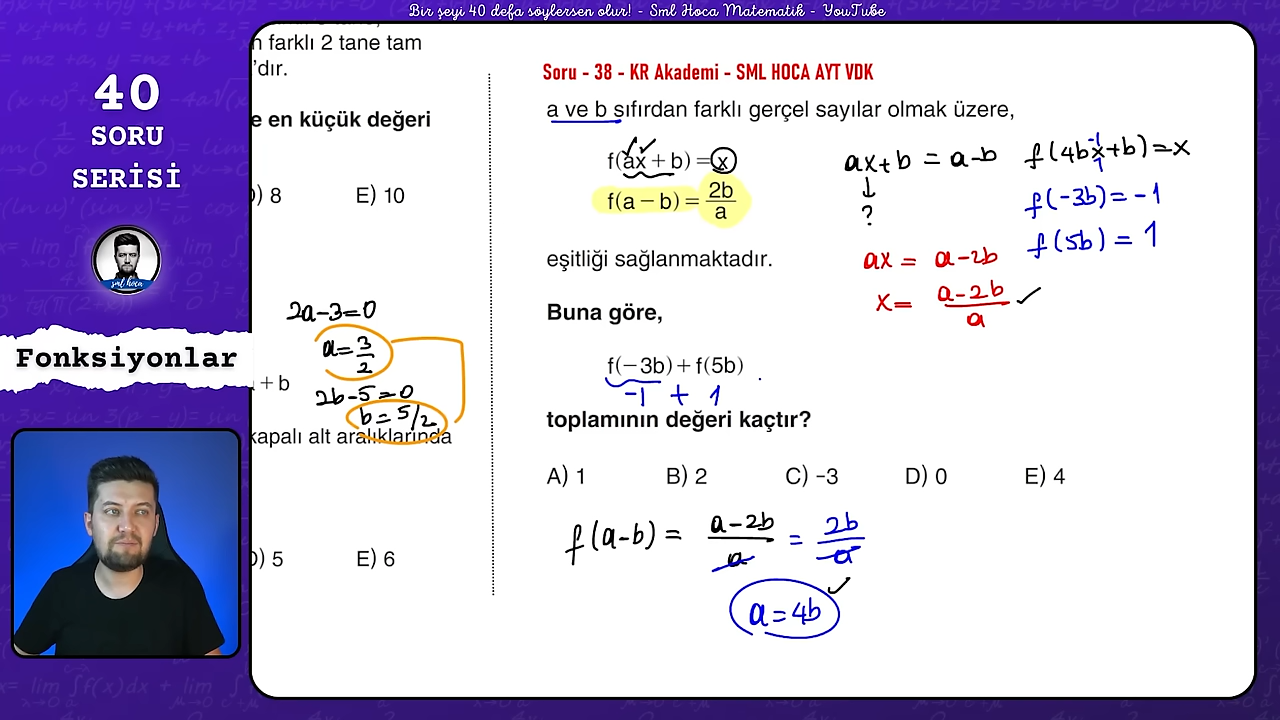 Bir şeyi 40 defa söylersen olur! - Sml Hoca Matematik - YouTube
40
SORU
SERİSİ
sml hoca
Fonksiyonlar
n farklı 2 tane tam
'dır.
e en küçük değeri
) 8 E) 10
2a-3=0
a=3/2
+b
2b-5=0
b=5/2
kapalı alt aralıklarında
) 5 E) 6
Soru - 38 - KR Akademi - SML HOCA AYT VDK
a ve b sıfırdan farklı gerçel sayılar olmak üzere,
f(ax+b)=x
f(a-b)=2b/a
eşitliği sağlanmaktadır.
Buna göre,
f(-3b)+f(5b)
-1 + 1
toplamının değeri kaçtır?
A) 1 B) 2 C) -3 D) 0 E) 4
ax+b = a-b
?
ax = a-2b
x= a-2b/a
f(4bx+b)=x
-1
1
f(-3b)=-1
f(5b)=1
f(a-b) = a-2b/a = 2b/a
a=4b